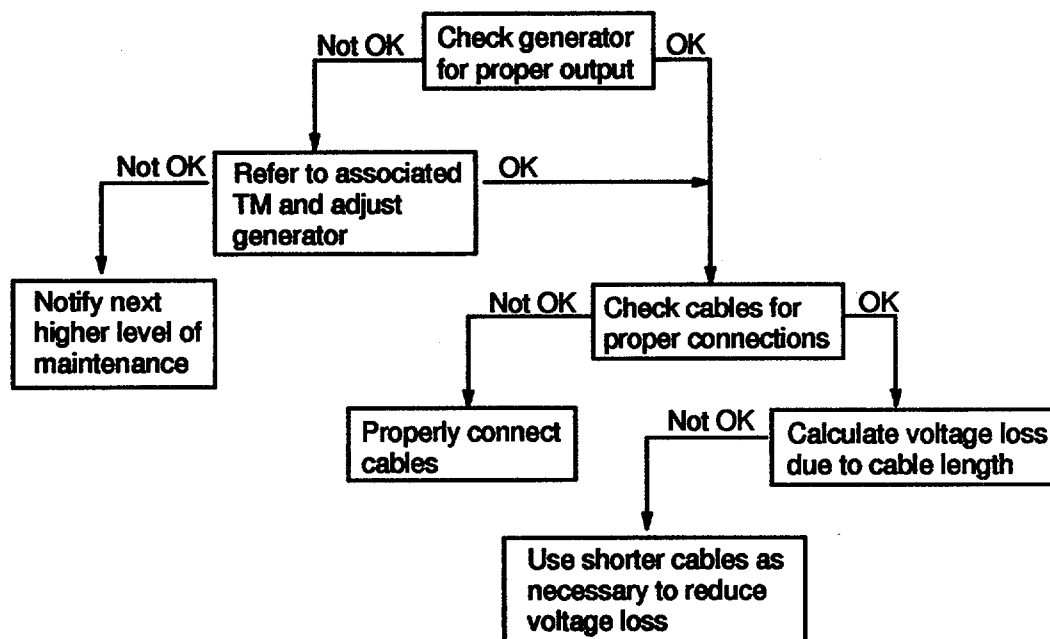 Not OK
Check generator
for proper output
OK
Not OK
Refer to associated
TM and adjust
generator
OK
Notify next
higher level of
maintenance
Not OK
Check cables for
proper connections
OK
Properly connect
cables
Not OK
Calculate voltage loss
due to cable length
Use shorter cables as
necessary to reduce
voltage loss